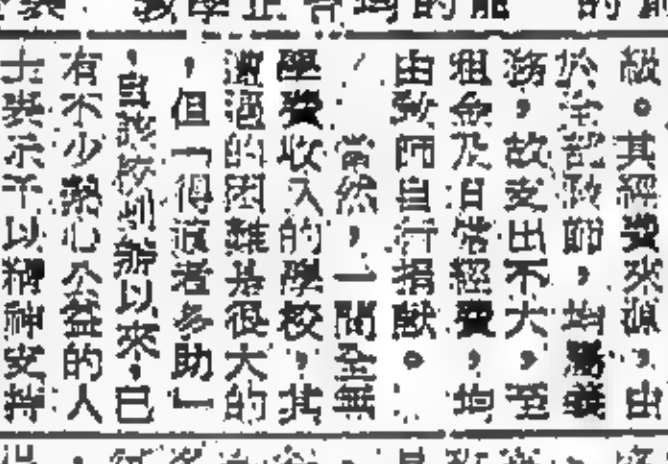 級。其經費來源,由
於全部教師,均屬義
務,故支出不大,至
租金及日常經費,均
由教師自行捐獻。
當然,一間全無
學費收入的學校,其
遭遇的困難是很大的
,但「得道者多助」
,自該校創辦以來,已
有不少熱心公益的人
士表示予以精神支持